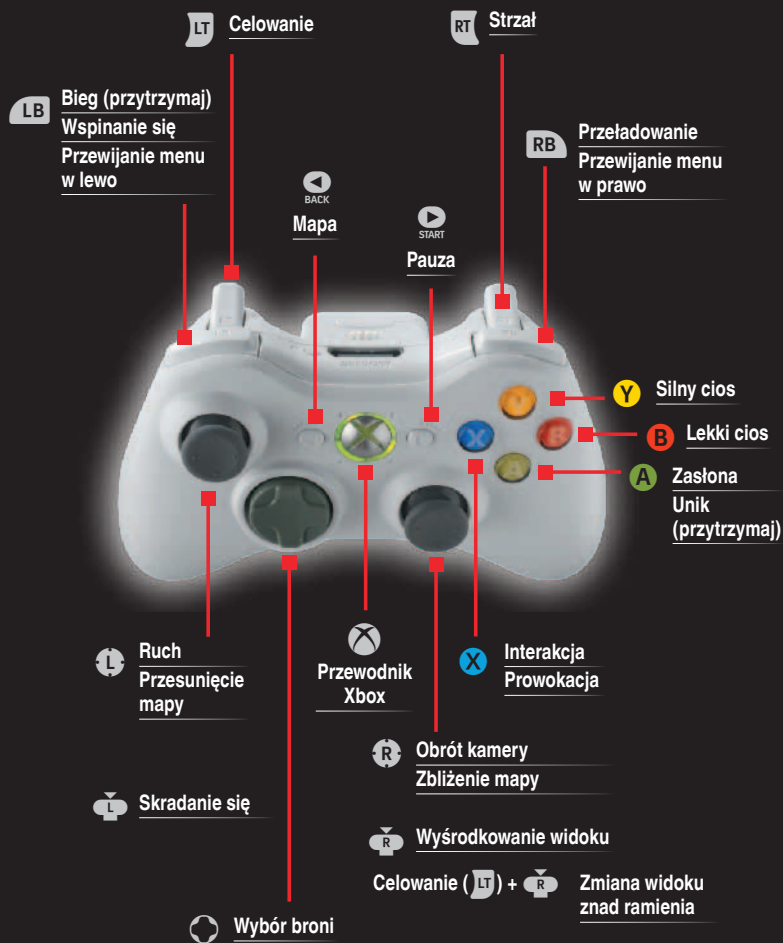 LT Celowanie
RT Strzał
LB Bieg (przytrzymaj)
Wspinanie się
Przewijanie menu
w lewo
RB Przeładowanie
Przewijanie menu
w prawo
BACK
Mapa
START
Pauza
Y Silny cios
B Lekki cios
A Zasłona
Unik
(przytrzymaj)
L Ruch
Przesunięcie
mapy
Przewodnik
Xbox
X Interakcja
Prowokacja
R Obrót kamery
Zbliżenie mapy
L Skradanie się
R Wyśrodkowanie widoku
Celowanie ( LT ) + R Zmiana widoku
znad ramienia
Wybór broni